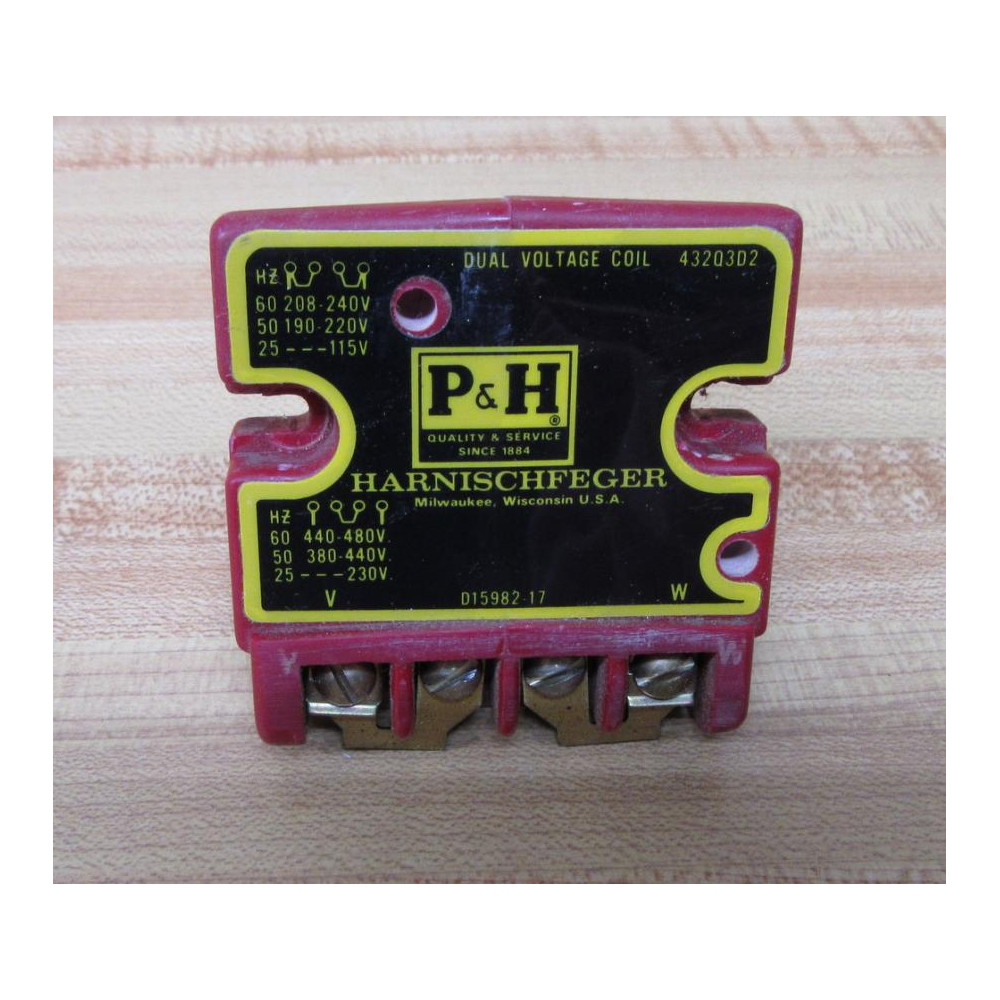 DUAL VOLTAGE COIL 432Q3D2
HZ
60 208-240V
50 190-220V.
25 ---115V
P&H®
QUALITY & SERVICE
SINCE 1884
HARNISCHFEGER
Milwaukee, Wisconsin U.S.A.
HZ
60 440-480V.
50 380-440V.
25 ---230V.
V D15982-17 W
V W